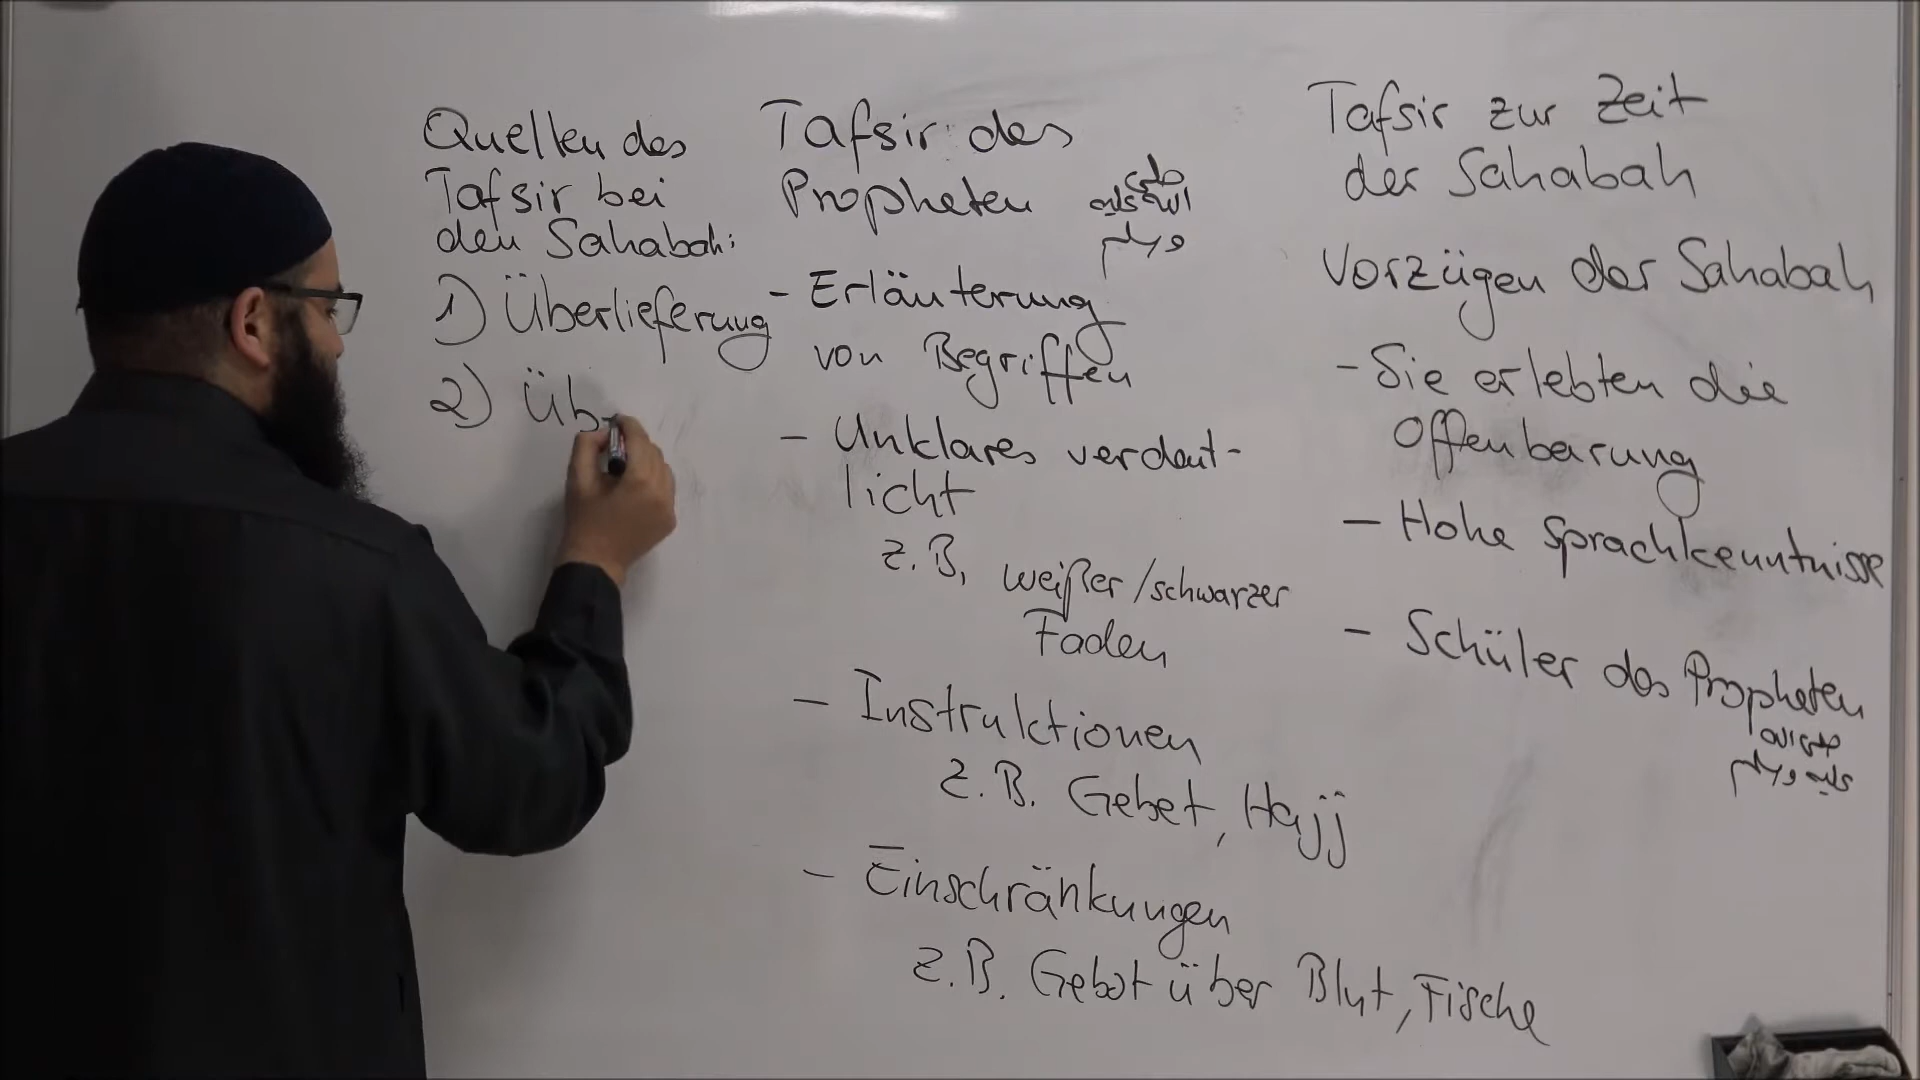 Quellen des
Tafsir bei
den Sahabah:
1) Überlieferung
2) Üb
Tafsir des
Propheten صلى
الله عليه
وسلم
- Erläuterung
von Begriffen
- Unklares verdeut-
licht
z.B. weißer/schwarzer
Faden
- Instruktionen
z.B. Gebet, Hajj
- Einschränkungen
z.B. Gebot über Blut, Fische
Tafsir zur Zeit
der Sahabah
Vorzügen der Sahabah
- Sie erlebten die
Offenbarung
- Hohe Sprachkenntnisse
- Schüler des Propheten
صلى الله
عليه وسلم